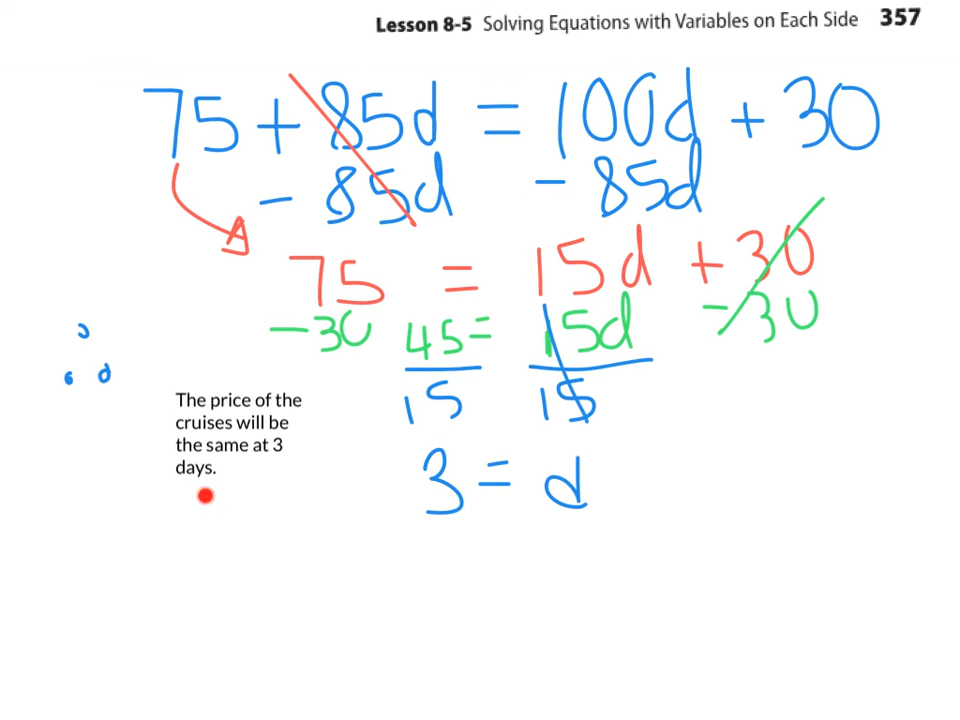 Lesson 8-5 Solving Equations with Variables on Each Side 357
75 + 85d = 100d + 30
- 85d - 85d
75 = 15d + 30
-30 45 = 15d -30
15 15
The price of the
cruises will be
the same at 3
days.
3 = d